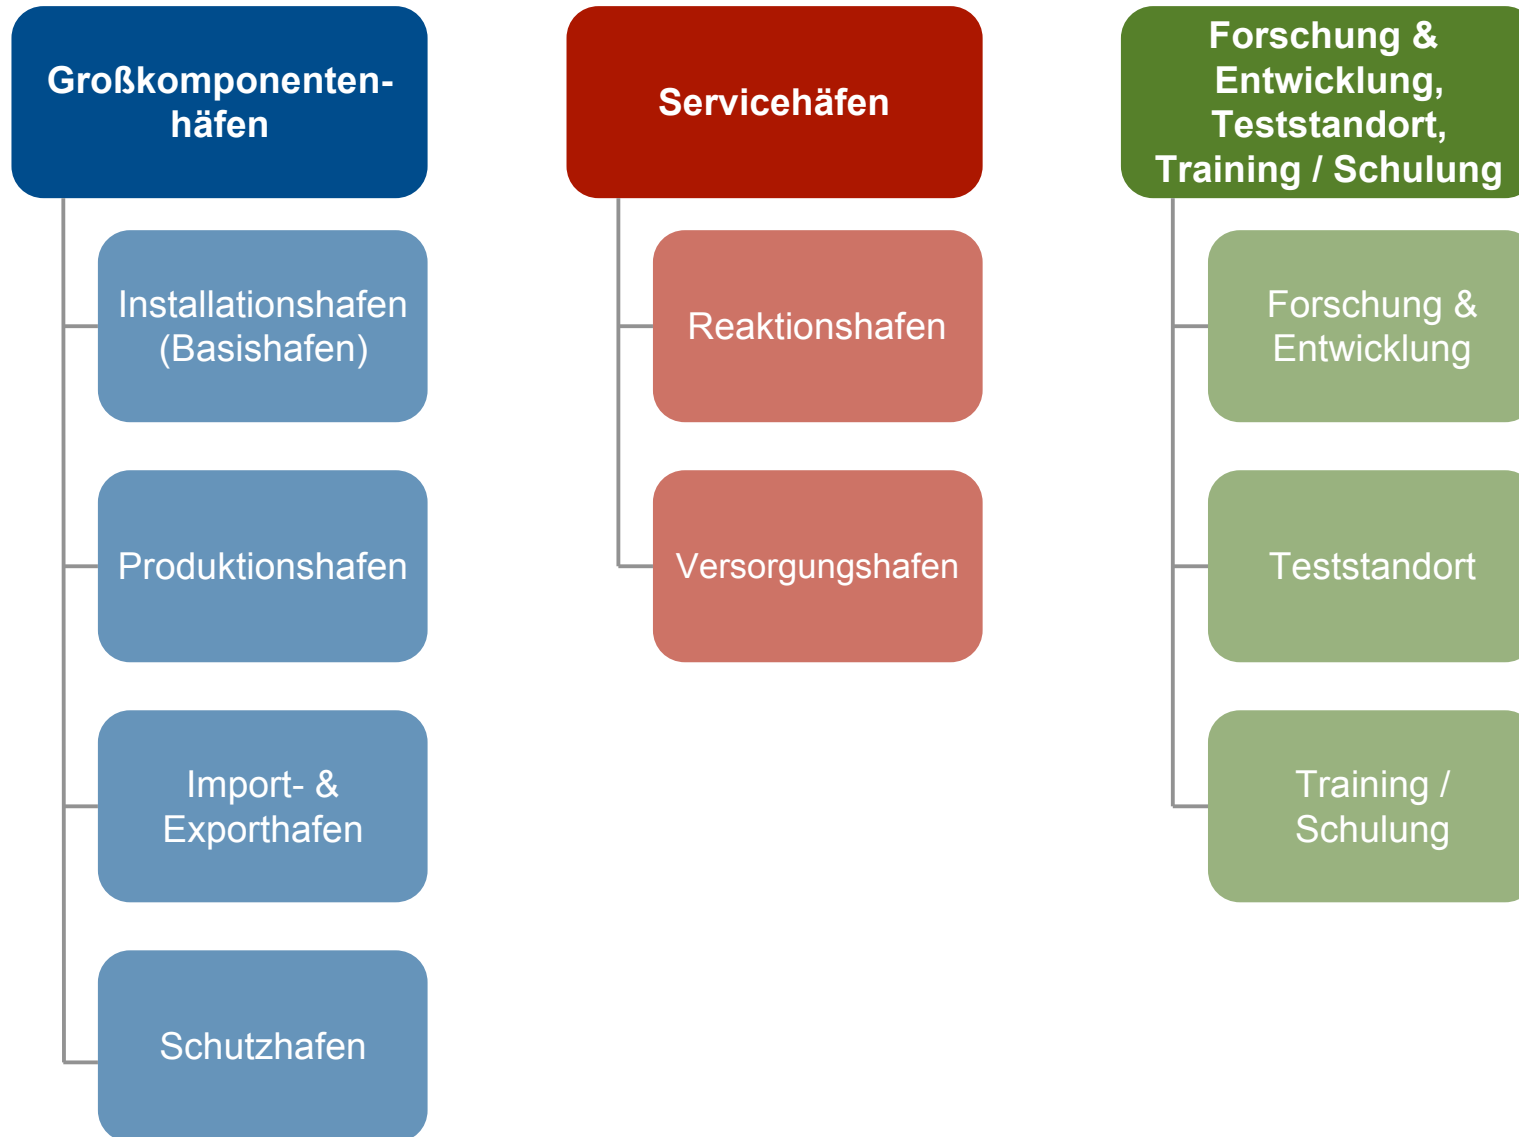 Großkomponenten-
häfen
Installationshafen
(Basishafen)
Produktionshafen
Import- &
Exporthafen
Schutzhafen
Servicehäfen
Reaktionshafen
Versorgungshafen
Forschung &
Entwicklung,
Teststandort,
Training / Schulung
Forschung &
Entwicklung
Teststandort
Training /
Schulung